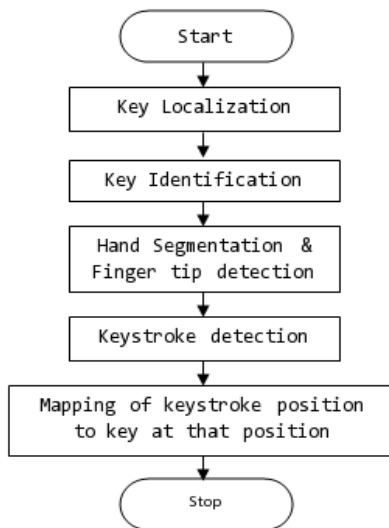 Start
Key Localization
Key Identification
Hand Segmentation &
Finger tip detection
Keystroke detection
Mapping of keystroke position
to key at that position
Stop